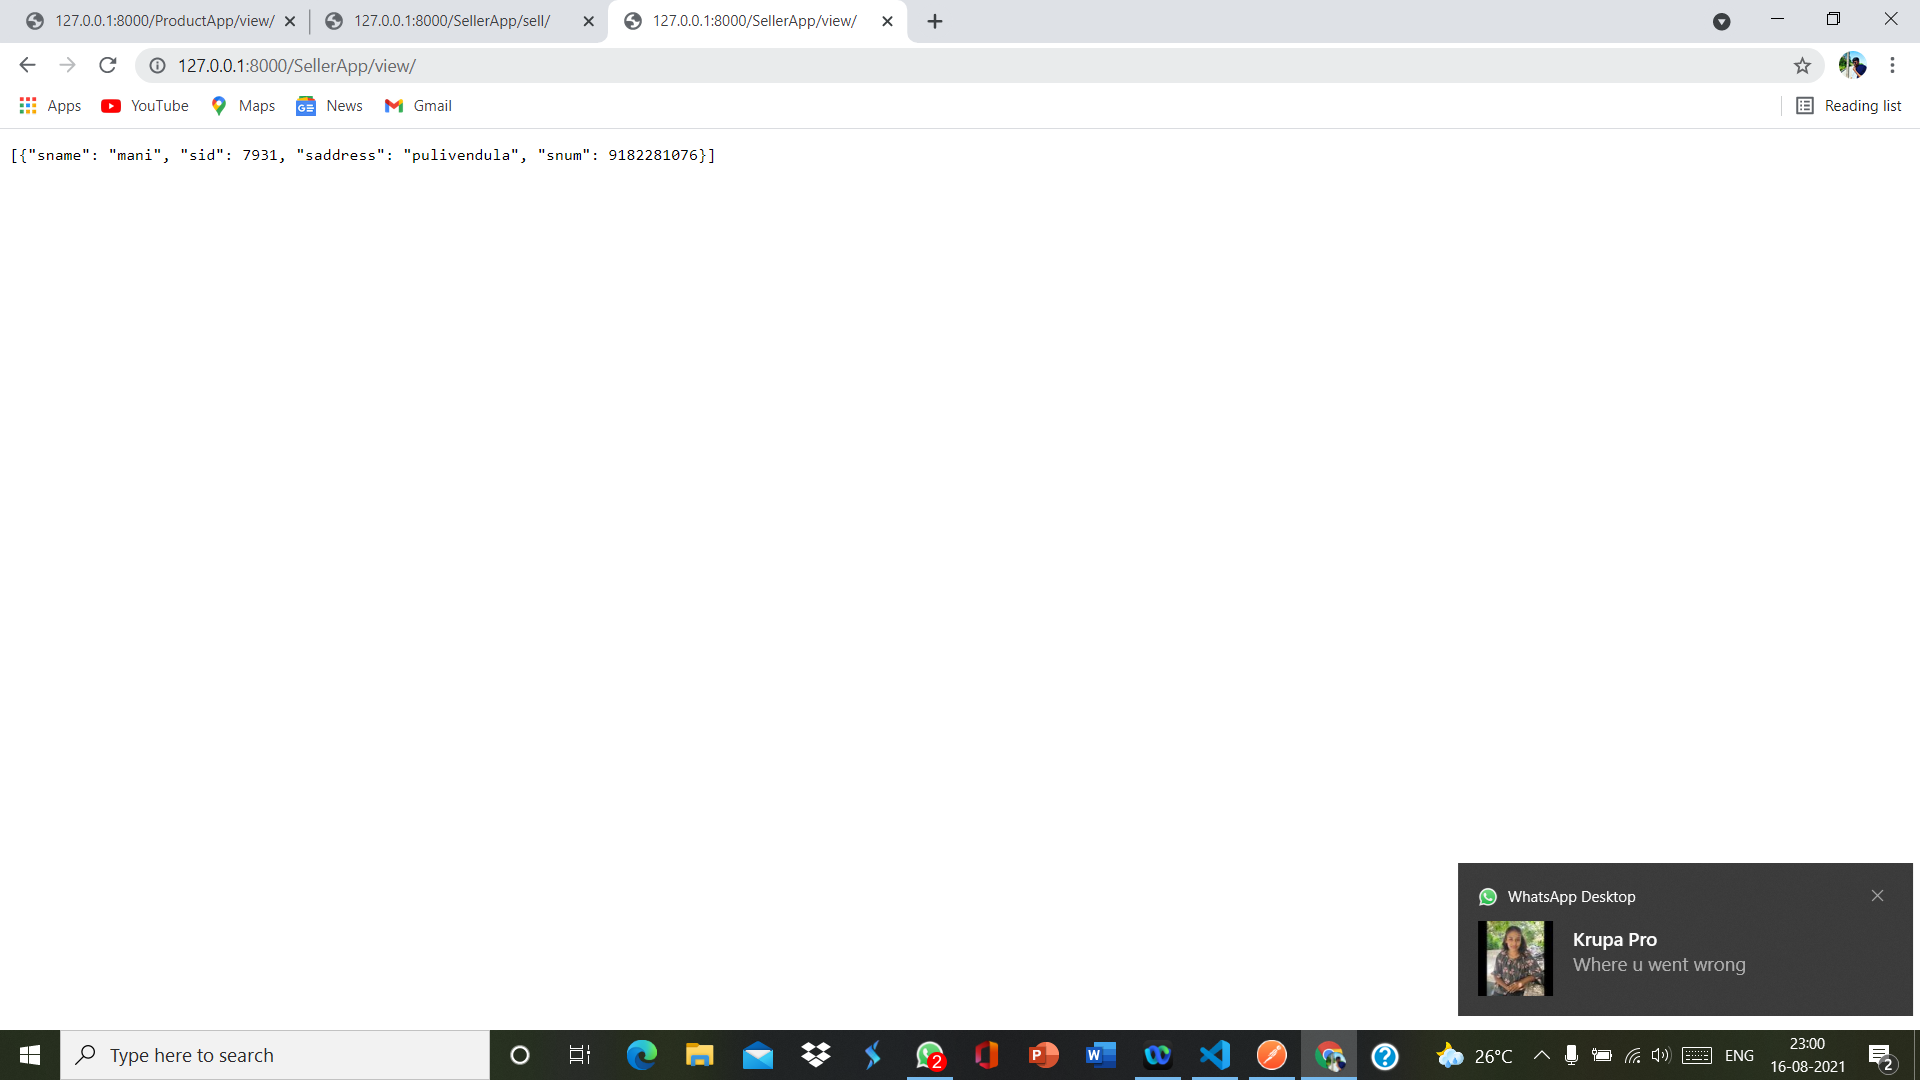 127.0.0.1:8000/ProductApp/view/
127.0.0.1:8000/SellerApp/sell/
127.0.0.1:8000/SellerApp/view/
127.0.0.1:8000/SellerApp/view/
Apps
YouTube
Maps
News
Gmail
Reading list
[{"sname": "mani", "sid": 7931, "saddress": "pulivendula", "snum": 9182281076}]
WhatsApp Desktop
Krupa Pro
Where u went wrong
Type here to search
2
26°C
ENG
23:00
16-08-2021
2